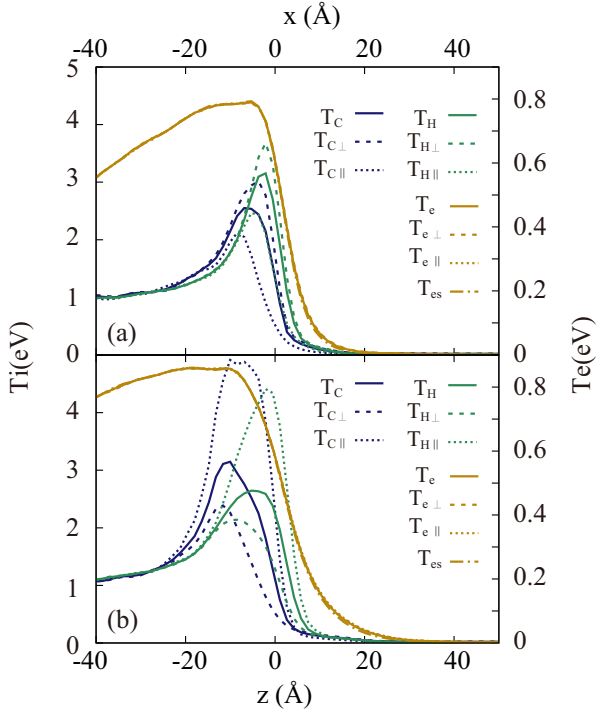 x (Å)
-40 -20 0 20 40
5
4
3
2
1
0
0.8
0.6
0.4
0.2
0
T_C T_H
T_C⊥ T_H⊥
T_C∥ T_H∥
T_e
T_e⊥
T_e∥
T_es
(a)
Ti(eV)
Te(eV)
4
3
2
1
0
0.8
0.6
0.4
0.2
0
T_C T_H
T_C⊥ T_H⊥
T_C∥ T_H∥
T_e
T_e⊥
T_e∥
T_es
(b)
-40 -20 0 20 40
z (Å)